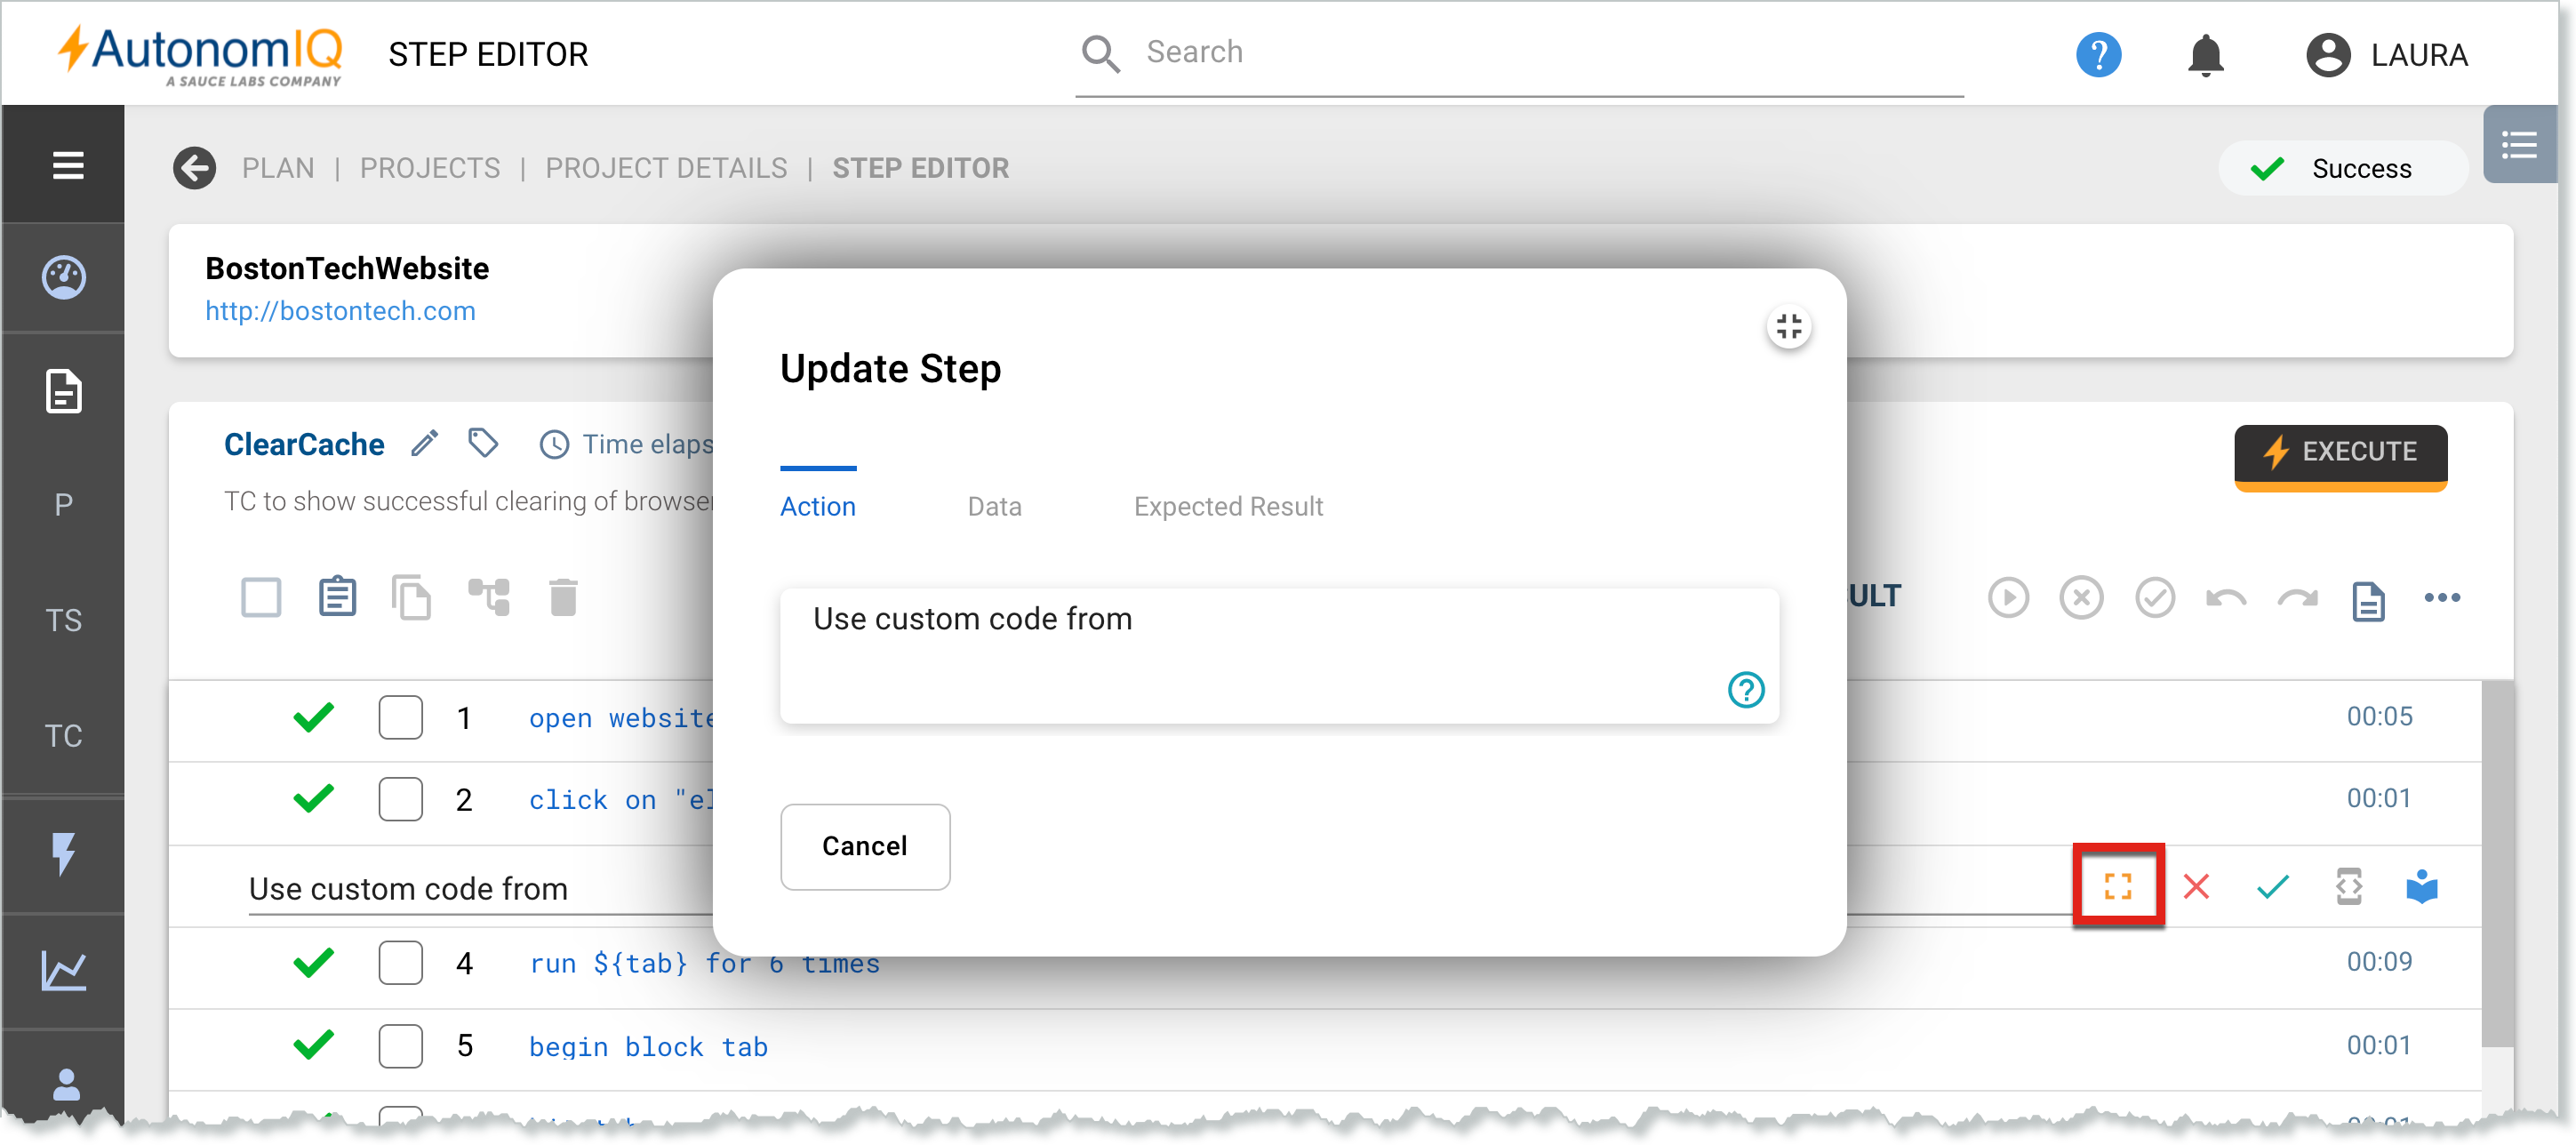 AutonomIQ
A SAUCE LABS COMPANY
STEP EDITOR
Search
?
LAURA
PLAN | PROJECTS | PROJECT DETAILS | STEP EDITOR
Success
BostonTechWebsite
http://bostontech.com
Update Step
ClearCache
Time elaps
EXECUTE
TC to show successful clearing of browser
Action
Data
Expected Result
P
TS
TC
ULT
Use custom code from
?
1
open website
00:05
2
click on "el
00:01
Cancel
Use custom code from
4
run ${tab} for 6 times
00:09
5
begin block tab
00:01